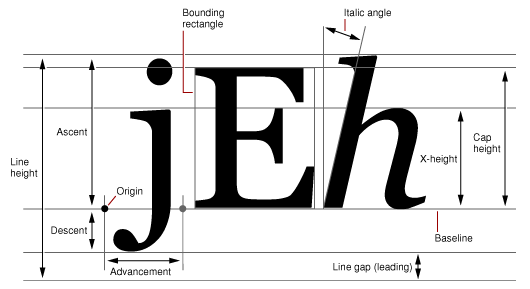 Bounding
rectangle
Italic angle
jEh
Ascent
Line
height
X-height
Cap
height
Origin
Descent
Baseline
Advancement
Line gap (leading)